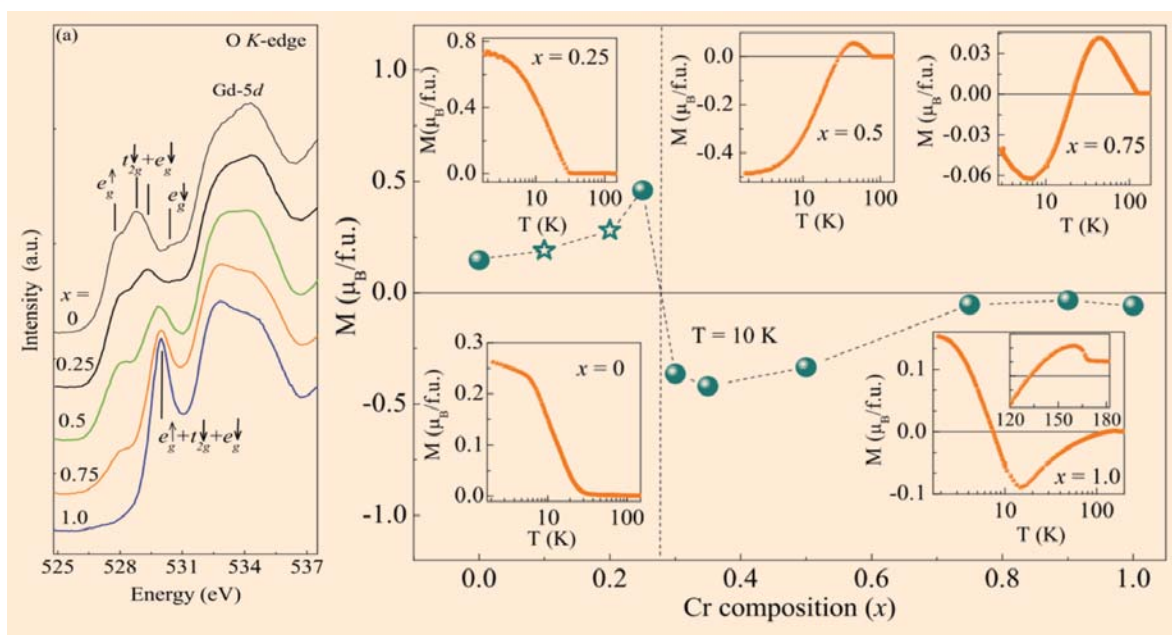 (a)
O K-edge
Gd-5d
e_g↑
t_2g↓+e_g↓
e_g↓
x =
0
0.25
0.5
0.75
1.0
e_g↑+t_2g↓+e_g↓
Intensity (a.u.)
525 528 531 534 537
Energy (eV)
M (μ_B/f.u.)
1.0
0.5
0.0
-0.5
-1.0
0.0 0.2 0.4 0.6 0.8 1.0
Cr composition (x)
T = 10 K
M(μ_B/f.u.)
0.8
0.4
0.0
x = 0.25
10 100
T (K)
M (μ_B/f.u.)
0.0
-0.2
-0.4
x = 0.5
10 100
T (K)
M (μ_B/f.u.)
0.03
0.00
-0.03
-0.06
x = 0.75
10 100
T (K)
M (μ_B/f.u.)
0.3
0.2
0.1
0.0
x = 0
10 100
T (K)
M (μ_B/f.u.)
0.1
0.0
-0.1
120 150 180
x = 1.0
10 100
T (K)